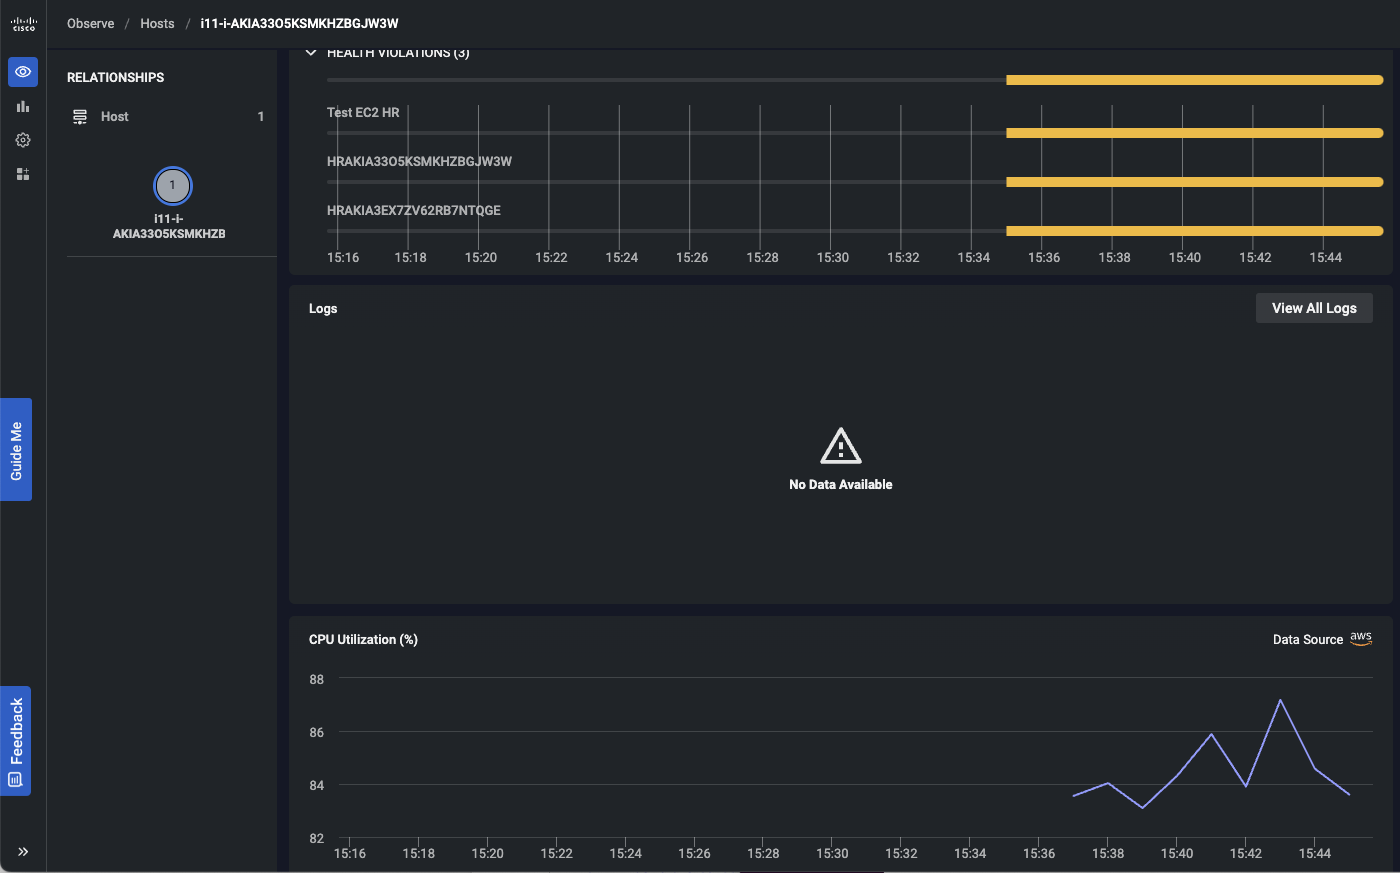 CISCO
Observe / Hosts / i11-i-AKIA33O5KSMKHZBGJW3W
RELATIONSHIPS
Host 1
1
i11-i-
AKIA33O5KSMKHZB
HEALTH VIOLATIONS (3)
Test EC2 HR
HRAKIA33O5KSMKHZBGJW3W
HRAKIA3EX7ZV62RB7NTQGE
15:16 15:18 15:20 15:22 15:24 15:26 15:28 15:30 15:32 15:34 15:36 15:38 15:40 15:42 15:44
Logs
View All Logs
No Data Available
Guide Me
Feedback
CPU Utilization (%)
Data Source aws
88
86
84
82
15:16 15:18 15:20 15:22 15:24 15:26 15:28 15:30 15:32 15:34 15:36 15:38 15:40 15:42 15:44